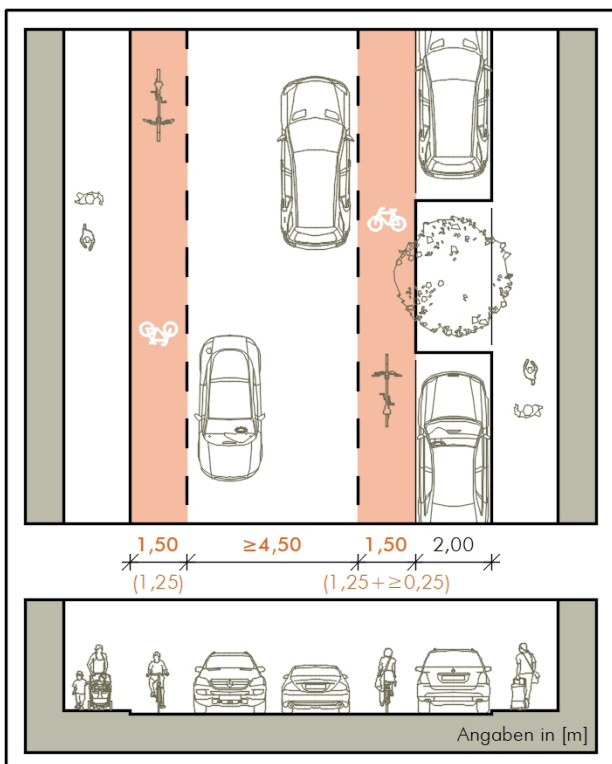 1,50 ≥4,50 1,50 2,00
(1,25) (1,25+≥0,25)
Angaben in [m]